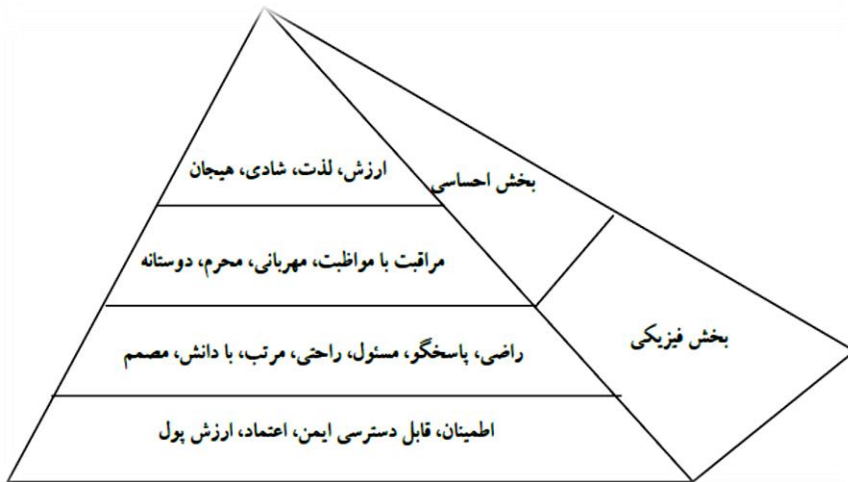 ارزش، لذت، شادی، هیجان
بخش احساسی
مراقبت با مواظبت، مهربانی، محرم، دوستانه
بخش فیزیکی
راضی، پاسخگو، مسئول، راحتی، مرتب، با دانش، مصمم
اطمینان، قابل دسترسی ایمن، اعتماد، ارزش پول